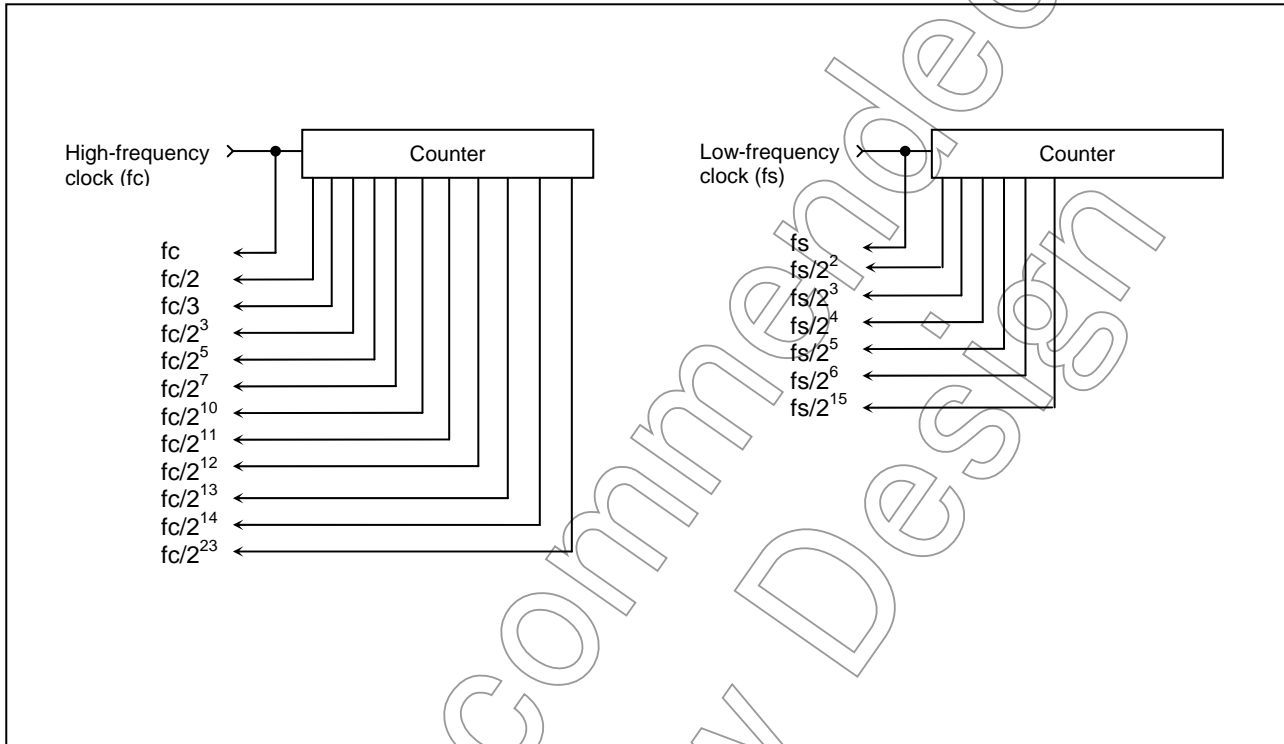 High-frequency
clock (fc)
Counter
fc
fc/2
fc/3
fc/2³
fc/2⁵
fc/2⁷
fc/2¹⁰
fc/2¹¹
fc/2¹²
fc/2¹³
fc/2¹⁴
fc/2²³
Low-frequency
clock (fs)
Counter
fs
fs/2²
fs/2³
fs/2⁴
fs/2⁵
fs/2⁶
fs/2¹⁵
commended
Design